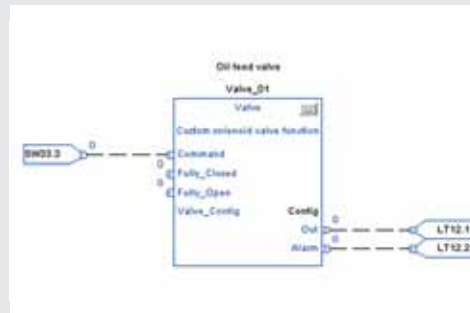 Oil feed valve
Valve_01
Valve
Custom solenoid valve function
SW03.3
0
Command
0
Fully_Closed
0
Fully_Open
Valve_Config
Config
Out
0
LT12.1
Alarm
0
LT12.2